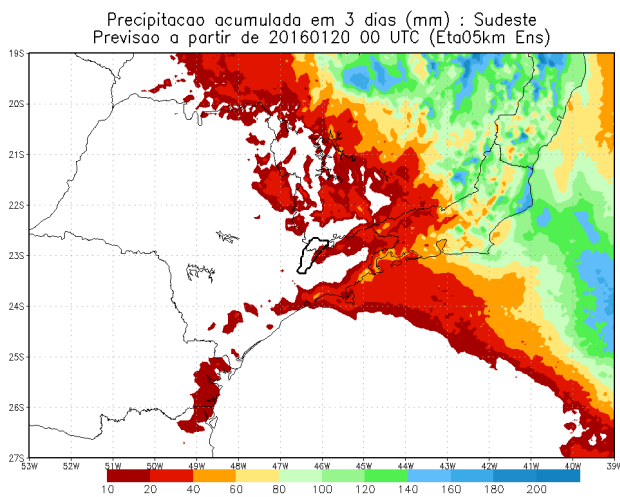 Precipitacao acumulada em 3 dias (mm) : Sudeste
Previsao a partir de 20160120 00 UTC (Eta05km Ens)
19S
20S
21S
22S
23S
24S
25S
26S
27S
53W 52W 51W 50W 49W 48W 47W 46W 45W 44W 43W 42W 41W 40W 39W
10 20 40 60 80 100 120 140 160 180 200